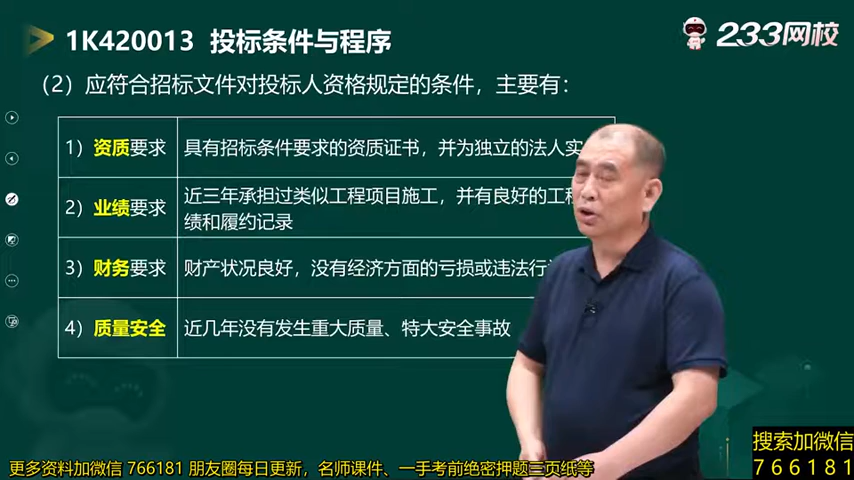 1K420013 投标条件与程序
233网校
（2）应符合招标文件对投标人资格规定的条件，主要有：
1）资质要求
具有招标条件要求的资质证书，并为独立的法人实
2）业绩要求
近三年承担过类似工程项目施工，并有良好的工程
绩和履约记录
3）财务要求
财产状况良好，没有经济方面的亏损或违法行
4）质量安全
近几年没有发生重大质量、特大安全事故
更多资料加微信 766181 朋友圈每日更新，名师课件、一手考前绝密押题三页纸等
搜索加微信
766181